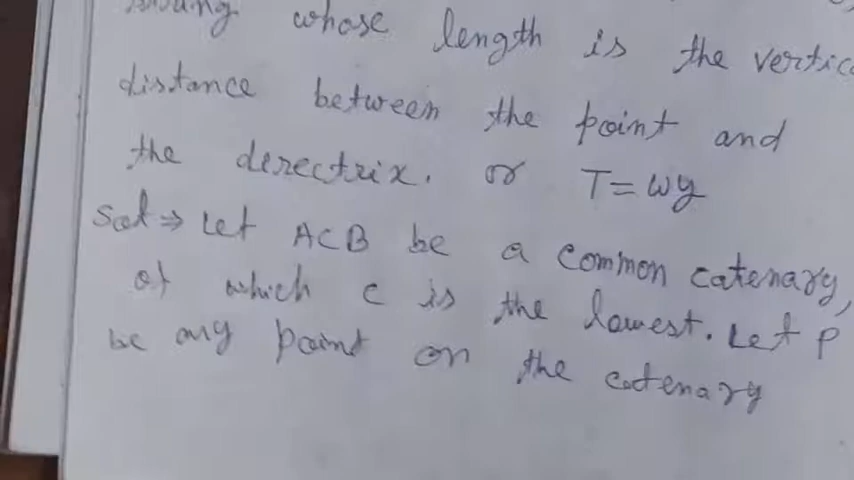 whose length is the vertic
distance between the point and
the derectrix. or T = wy
Sol⇒ Let ACB be a common catenary,
of which C is the lowest. Let P
be any point on the catenary